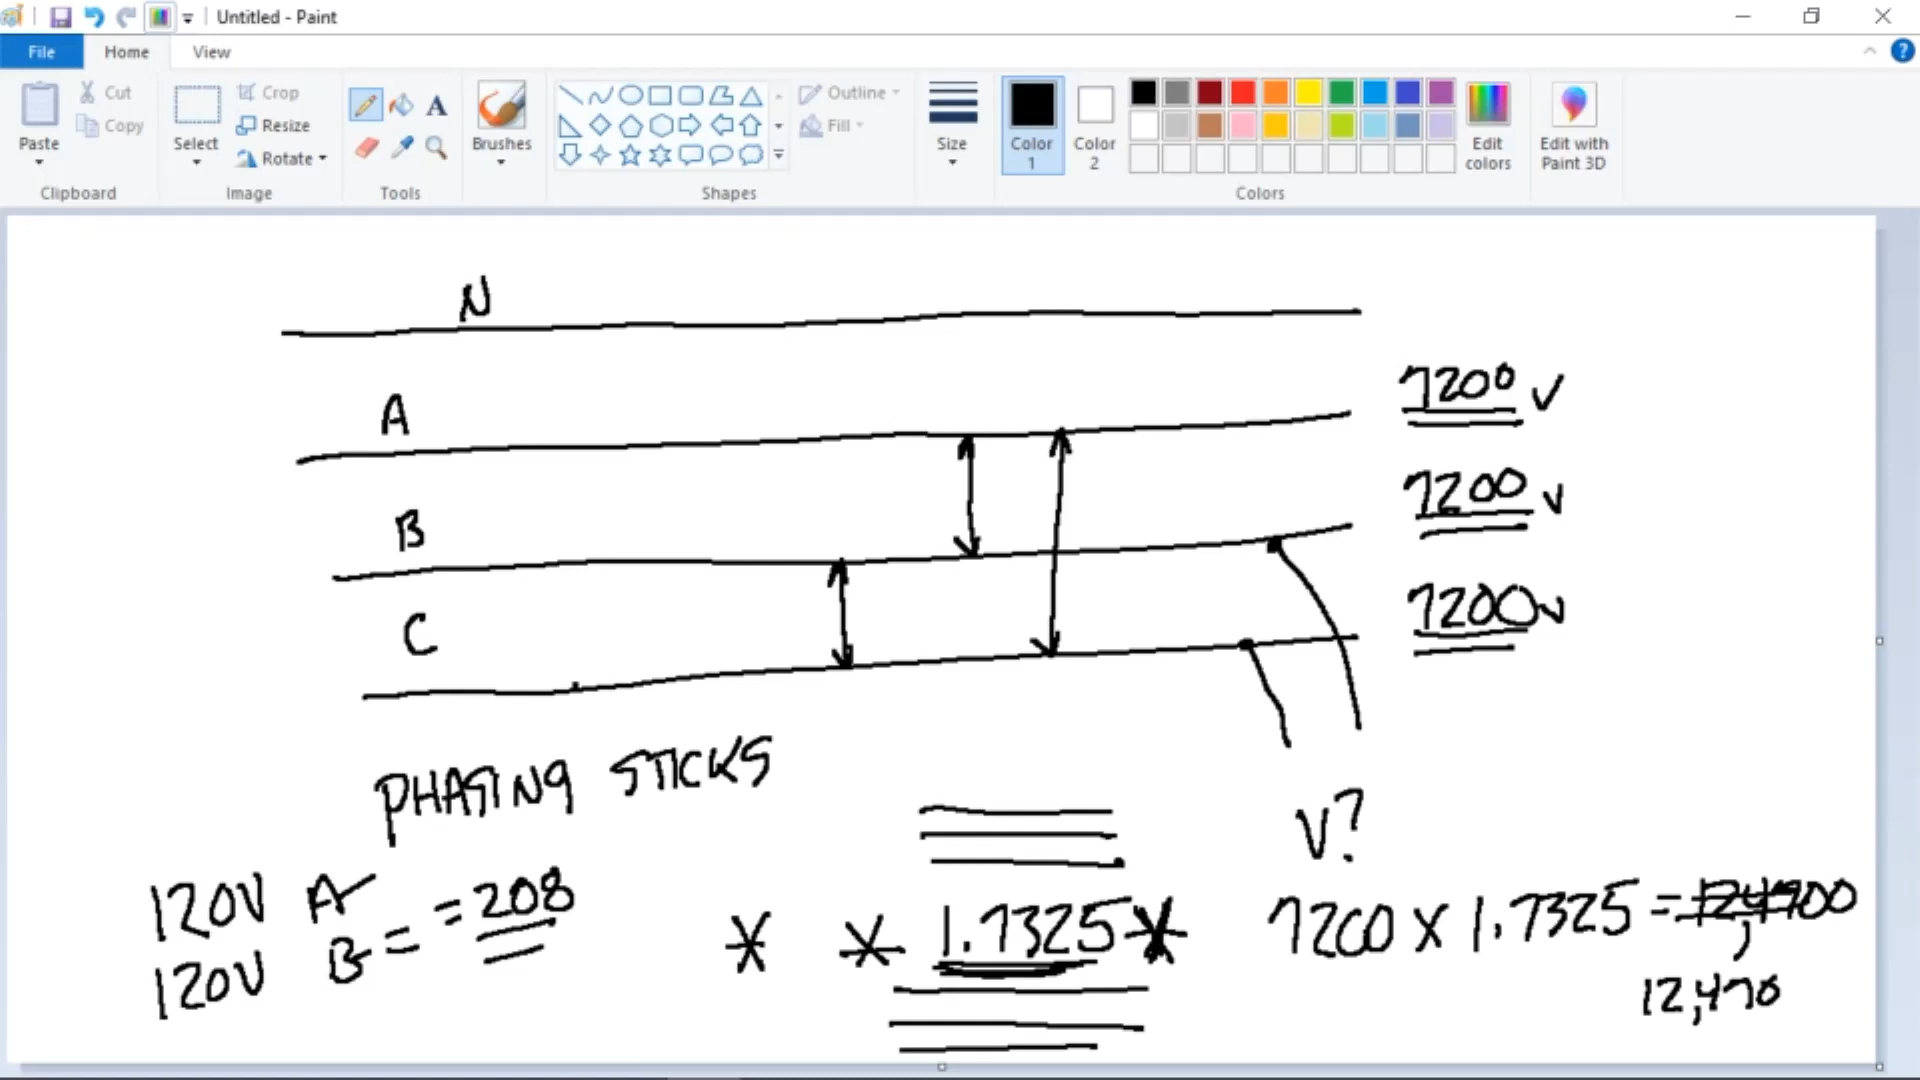 Untitled - Paint
File Home View
Paste
Cut
Copy
Clipboard
Select
Crop
Resize
Rotate
Image
A
Tools
Brushes
Shapes
Outline
Fill
Size
Color 1
Color 2
Edit colors
Colors
Edit with Paint 3D
?
N
A
7200 V
B
7200 V
C
7200 V
PHASING STICKS
V?
120V A
120V B = = 208
* * 1.7325 * 7200 x 1.7325 =
12,470